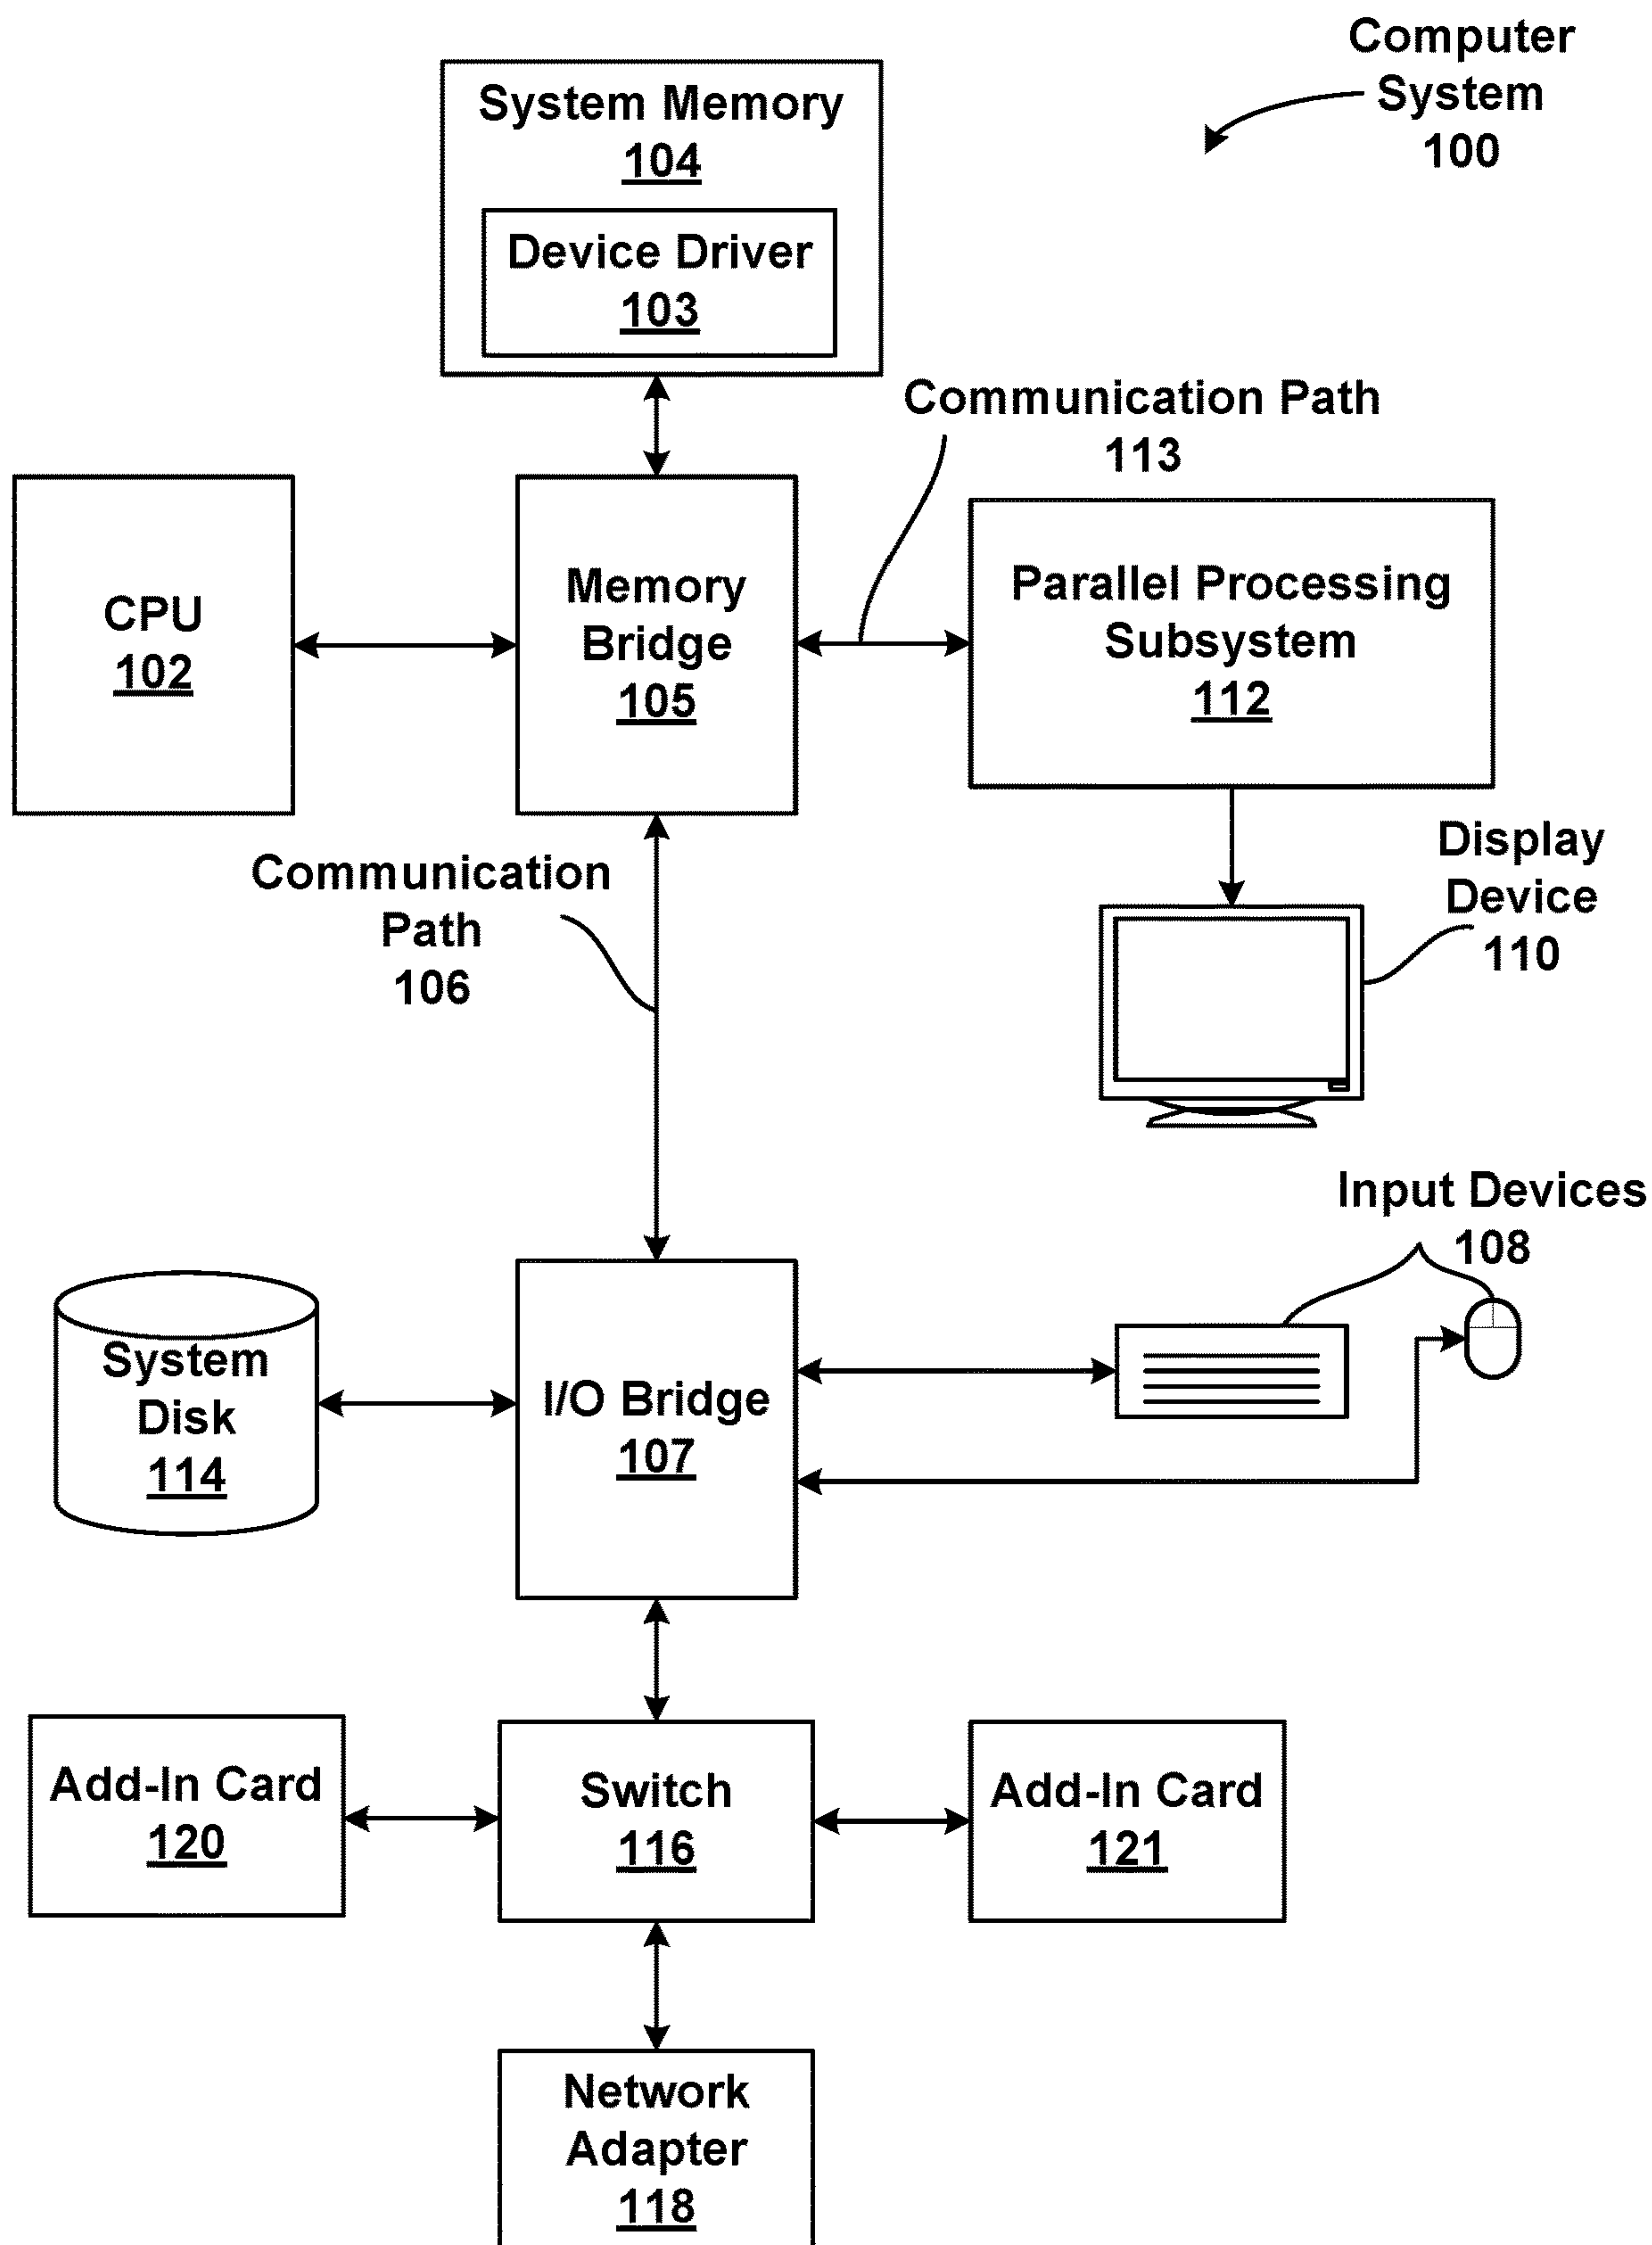 Computer
System
100
System Memory
104
Device Driver
103
Communication Path
113
CPU
102
Memory
Bridge
105
Parallel Processing
Subsystem
112
Communication
Path
106
Display
Device
110
Input Devices
108
System
Disk
114
I/O Bridge
107
Add-In Card
120
Switch
116
Add-In Card
121
Network
Adapter
118